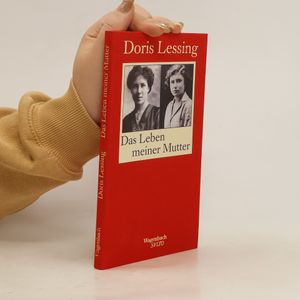 Doris Lessing
Das Leben
meiner Mutter
Wagenbach
SALTO
Doris Lessing Das Leben meiner Mutter
Wagenbach